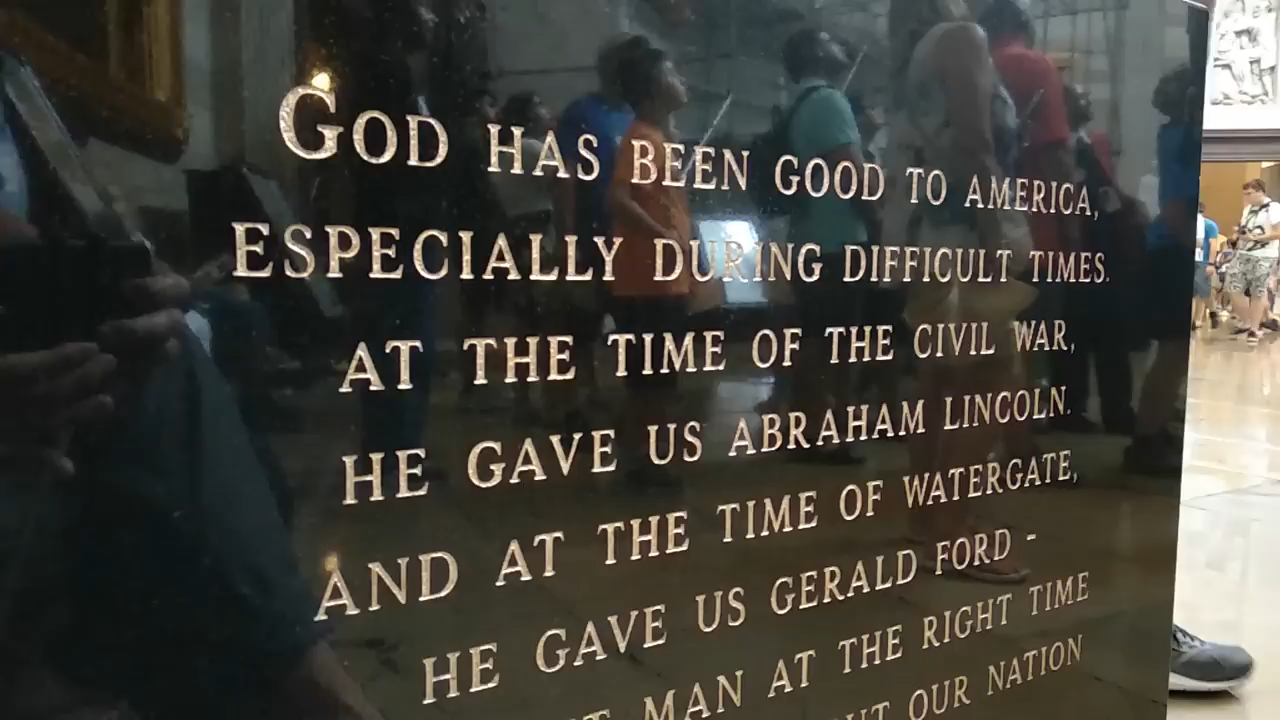 GOD HAS BEEN GOOD TO AMERICA,
ESPECIALLY DURING DIFFICULT TIMES.
AT THE TIME OF THE CIVIL WAR,
HE GAVE US ABRAHAM LINCOLN.
AND AT THE TIME OF WATERGATE,
HE GAVE US GERALD FORD -
MAN AT THE RIGHT TIME
OUR NATION